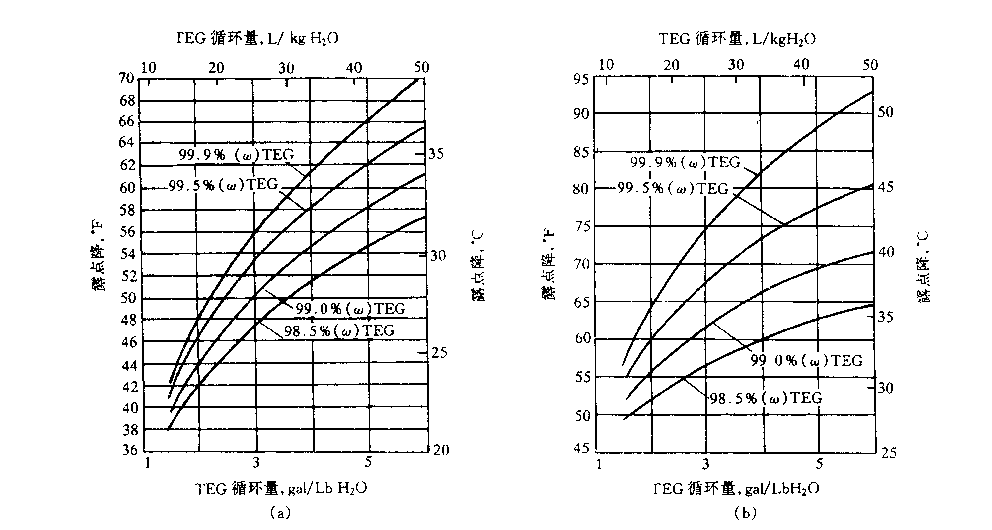 TEG 循环量, L/ kg H₂O
10 20 26 33 40 50
70
68
66
64
62
60
58
56
54
52
50
48
46
44
42
40
38
36
露点降, °F
99.9% (ω)TEG
99.5%(ω)TEG
99.0%(ω)TEG
98.5%(ω)TEG
35
30
25
20
露点降, °C
1 3 5
TEG 循环量, gal/Lb H₂O
(a)
TEG 循环量, L/kgH₂O
10 20 30 40 50
95
90
85
80
75
70
65
60
55
50
45
露点降, °F
99.9%(ω)TEG
99.5%(ω)TEG
99 0%(ω)TEG
98.5%(ω)TEG
50
45
40
35
30
25
露点降, °C
1 3 5
TEG 循环量, gal/LbH₂O
(b)